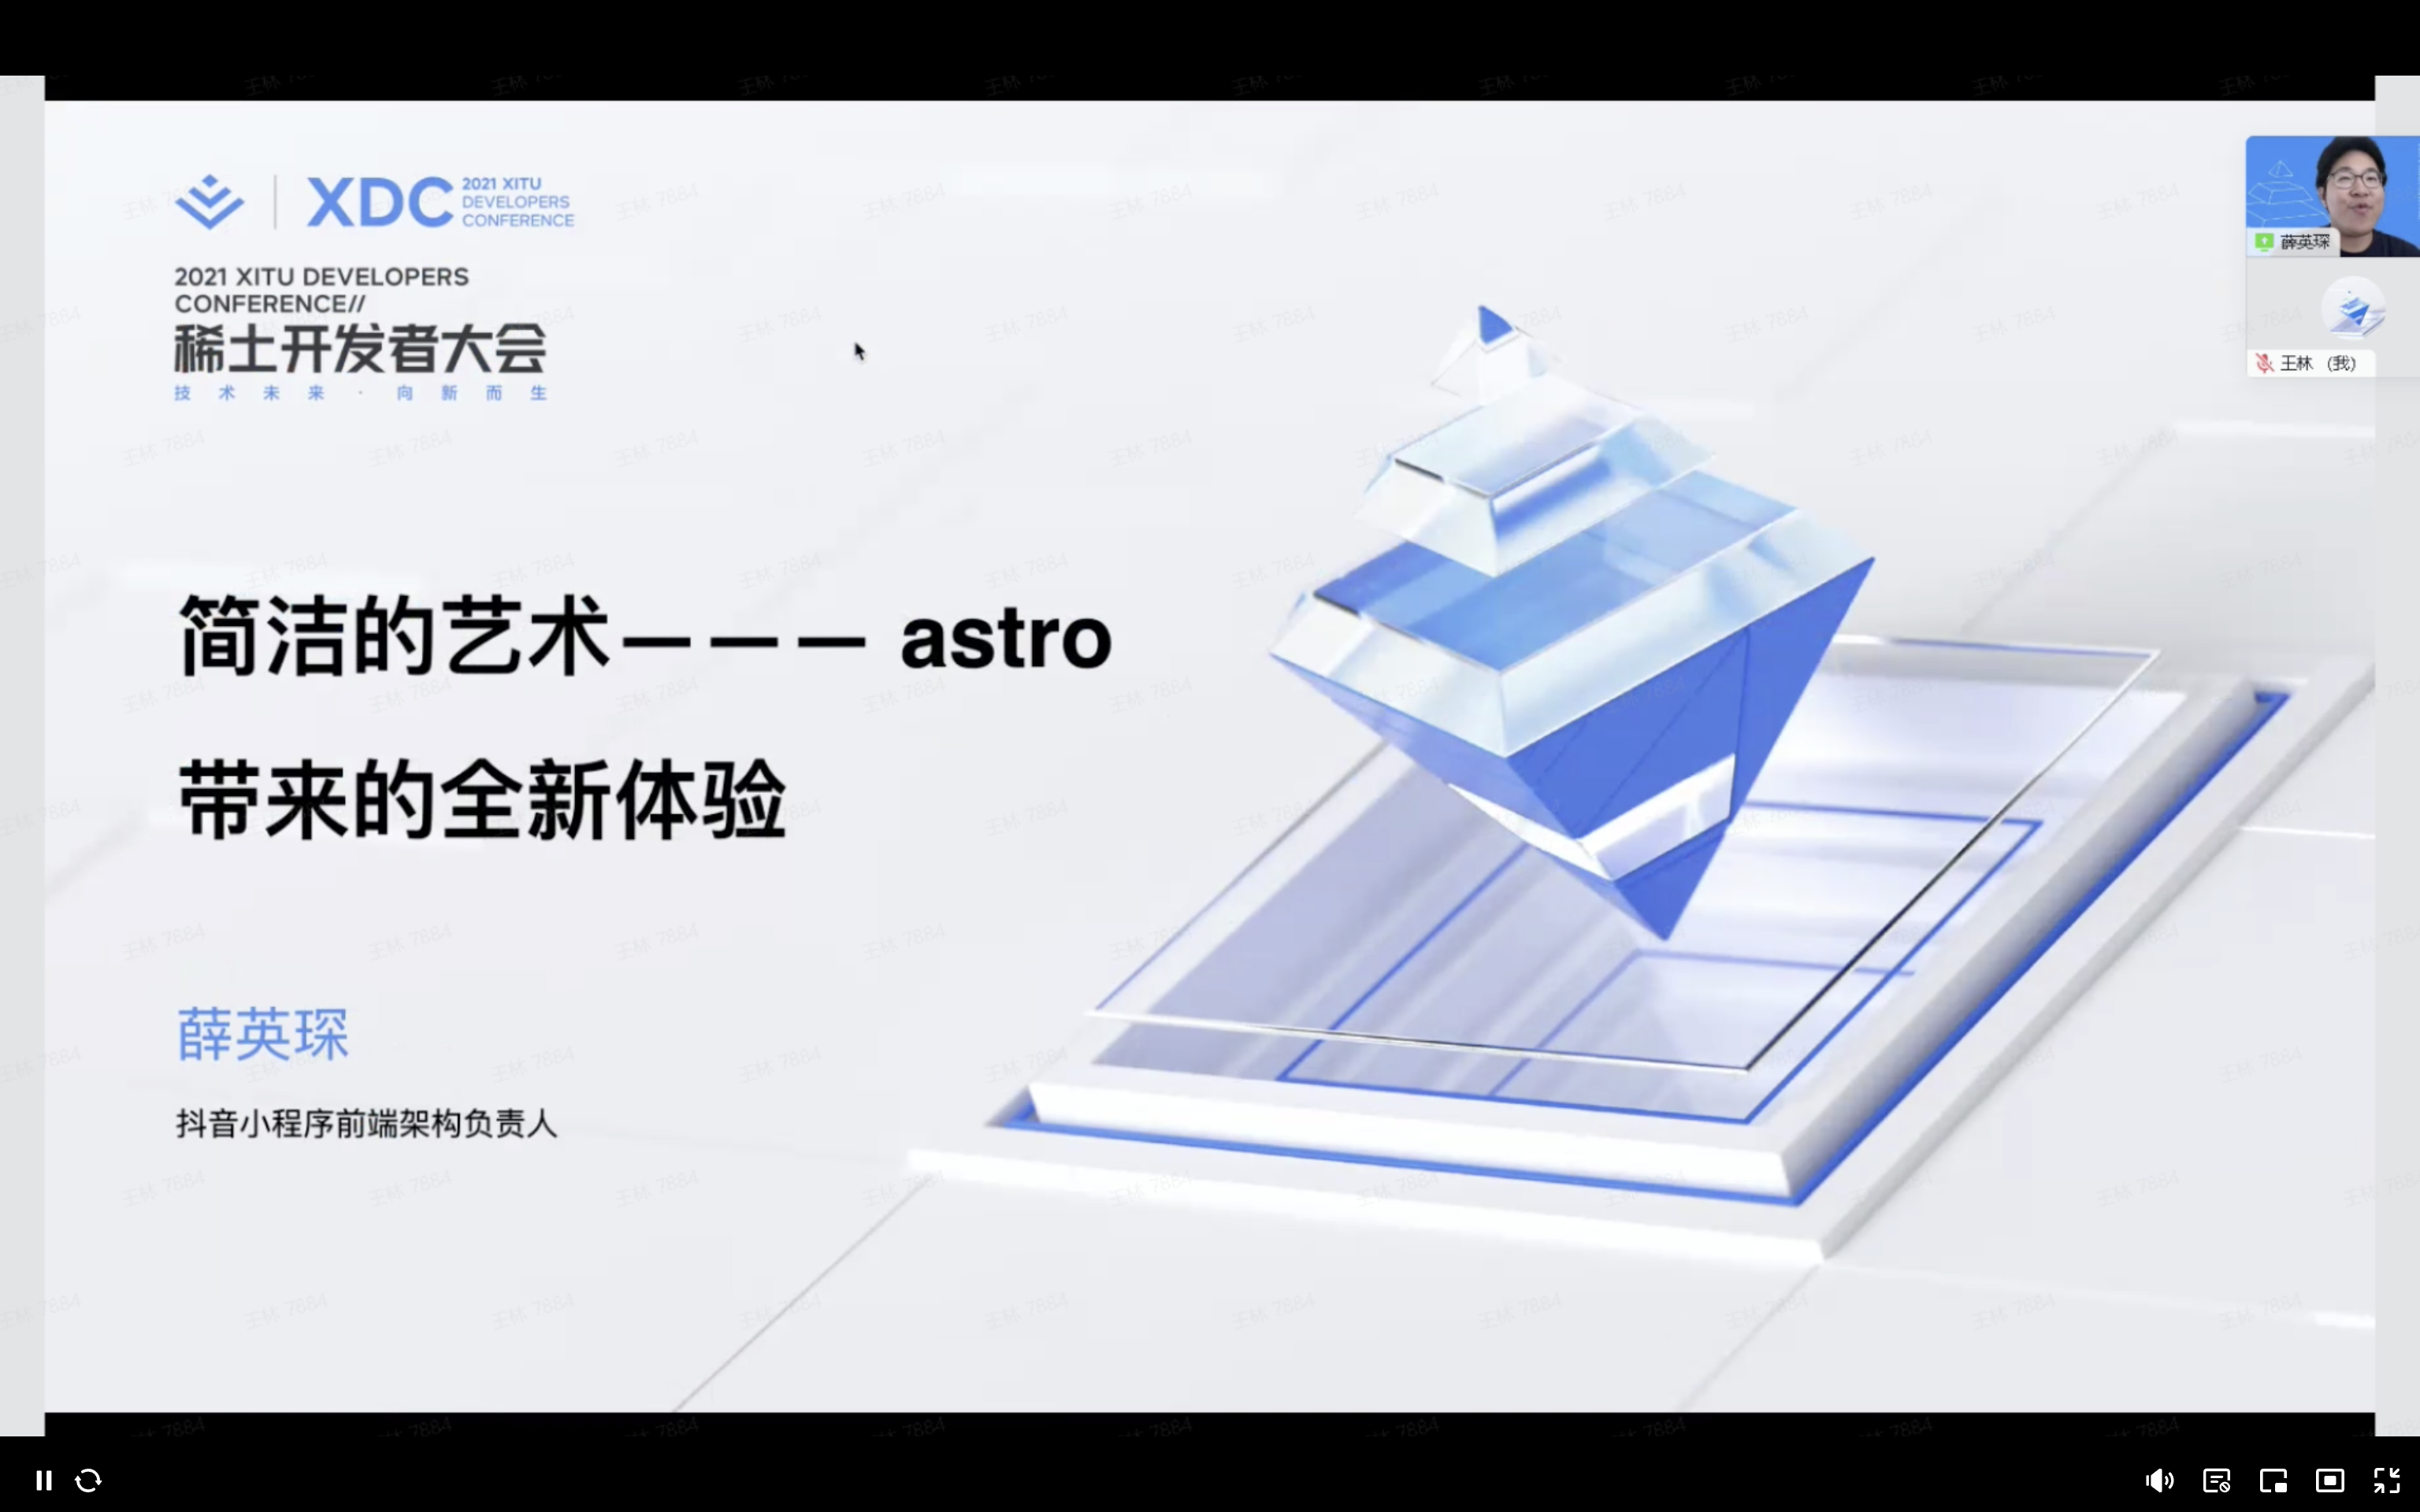 XDC
2021 XITU
DEVELOPERS
CONFERENCE
2021 XITU DEVELOPERS
CONFERENCE//
稀土开发者大会
技术未来·向新而生
简洁的艺术——— astro
带来的全新体验
薛英琛
抖音小程序前端架构负责人
薛英琛
王林 (我)
王林 7884